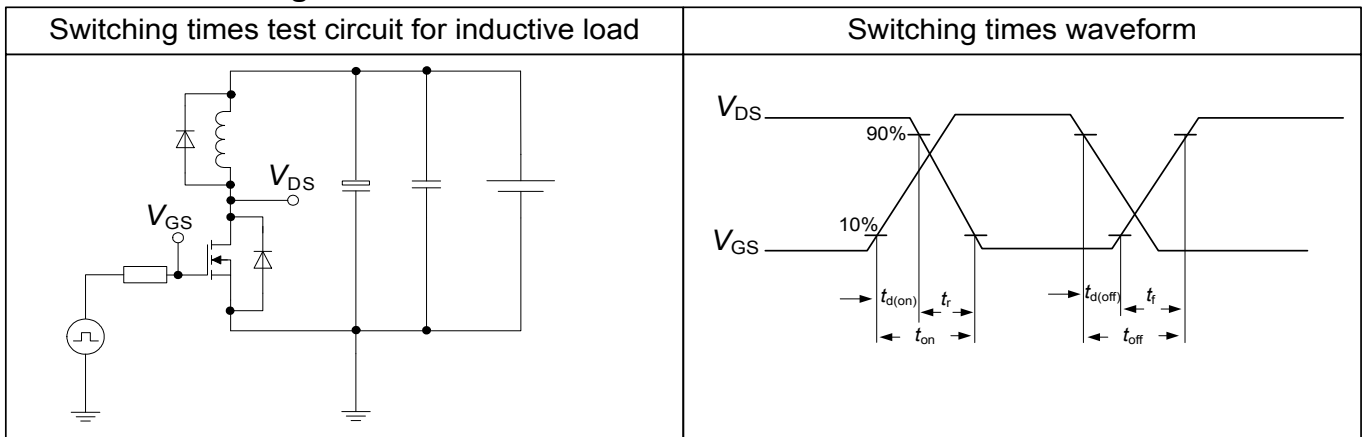 Switching times test circuit for inductive load
Switching times waveform
VDS
VGS
VDS
90%
10%
VGS
td(on)
tr
ton
td(off)
tf
toff